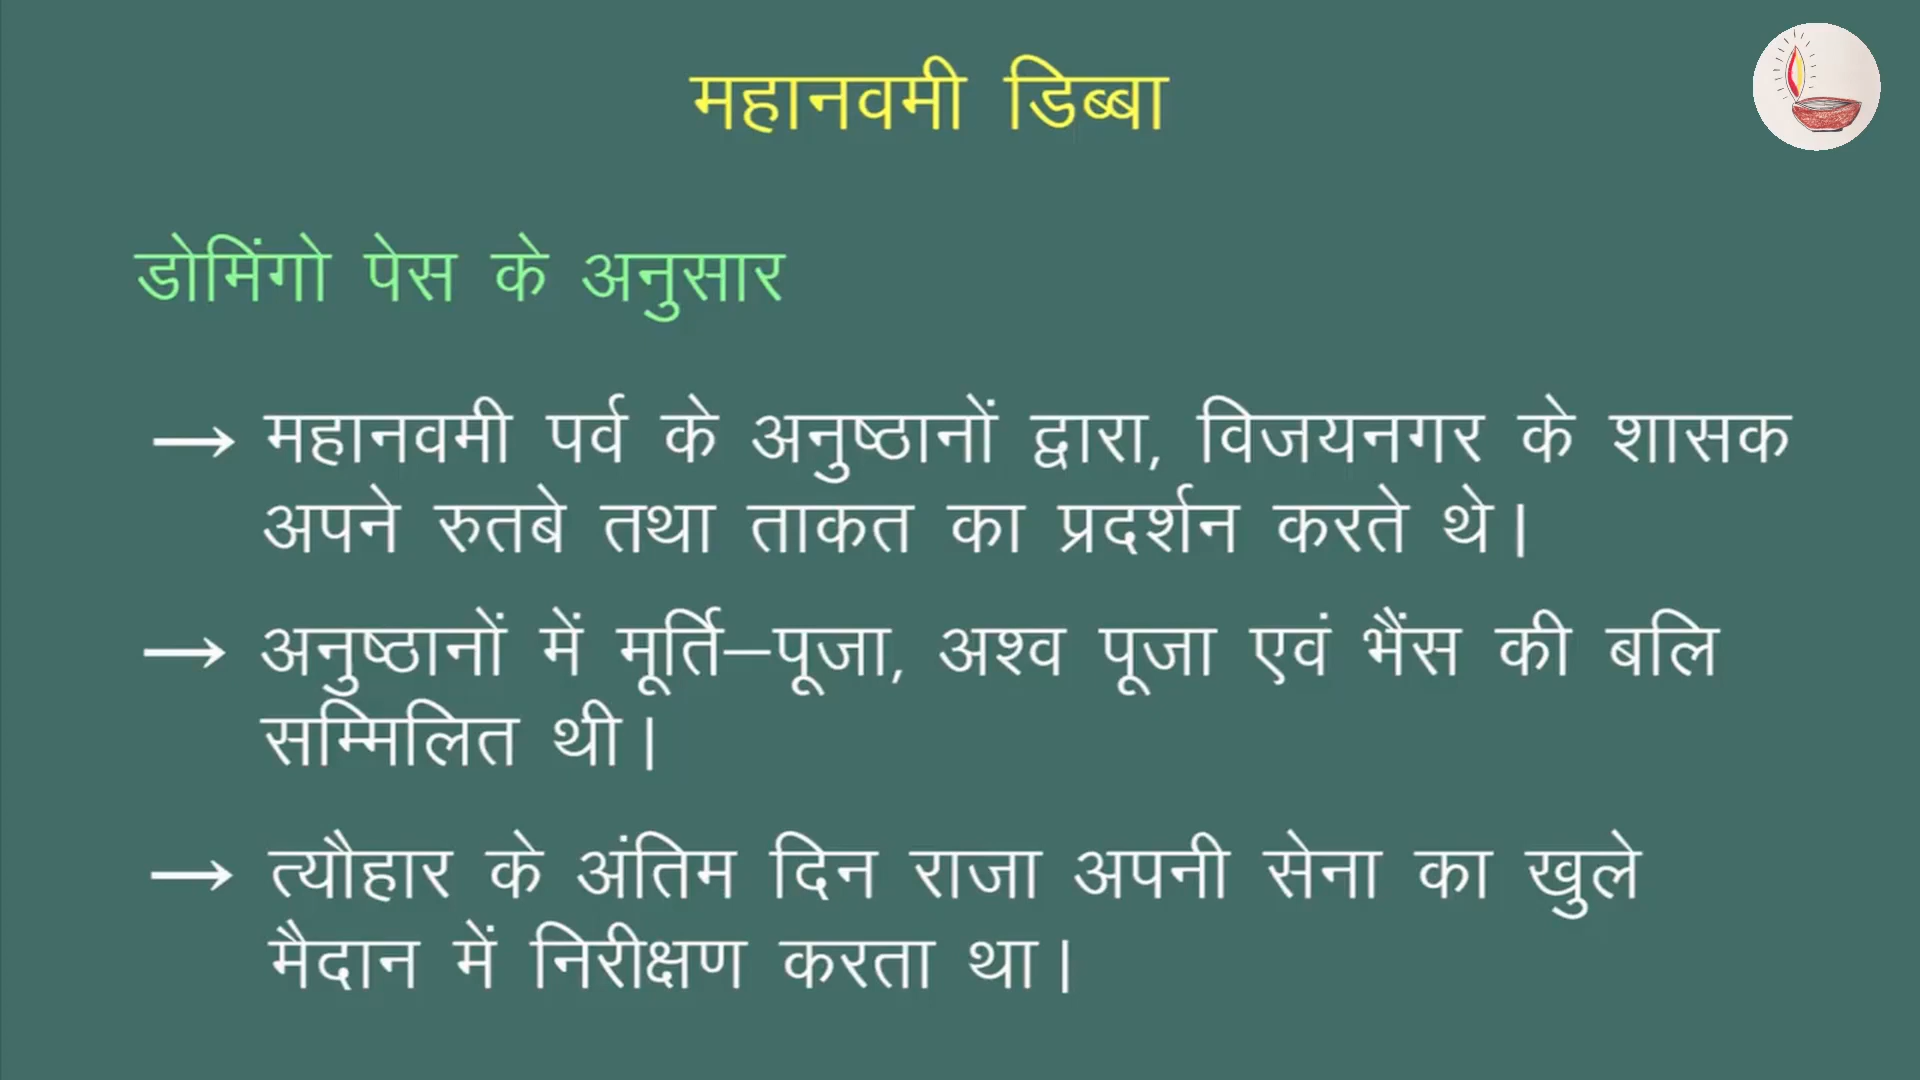 महानवमी डिब्बा
डोमिंगो पेस के अनुसार
→ महानवमी पर्व के अनुष्ठानों द्वारा, विजयनगर के शासक
अपने रुतबे तथा ताकत का प्रदर्शन करते थे।
→ अनुष्ठानों में मूर्ति–पूजा, अश्व पूजा एवं भैंस की बलि
सम्मिलित थी।
→ त्यौहार के अंतिम दिन राजा अपनी सेना का खुले
मैदान में निरीक्षण करता था।